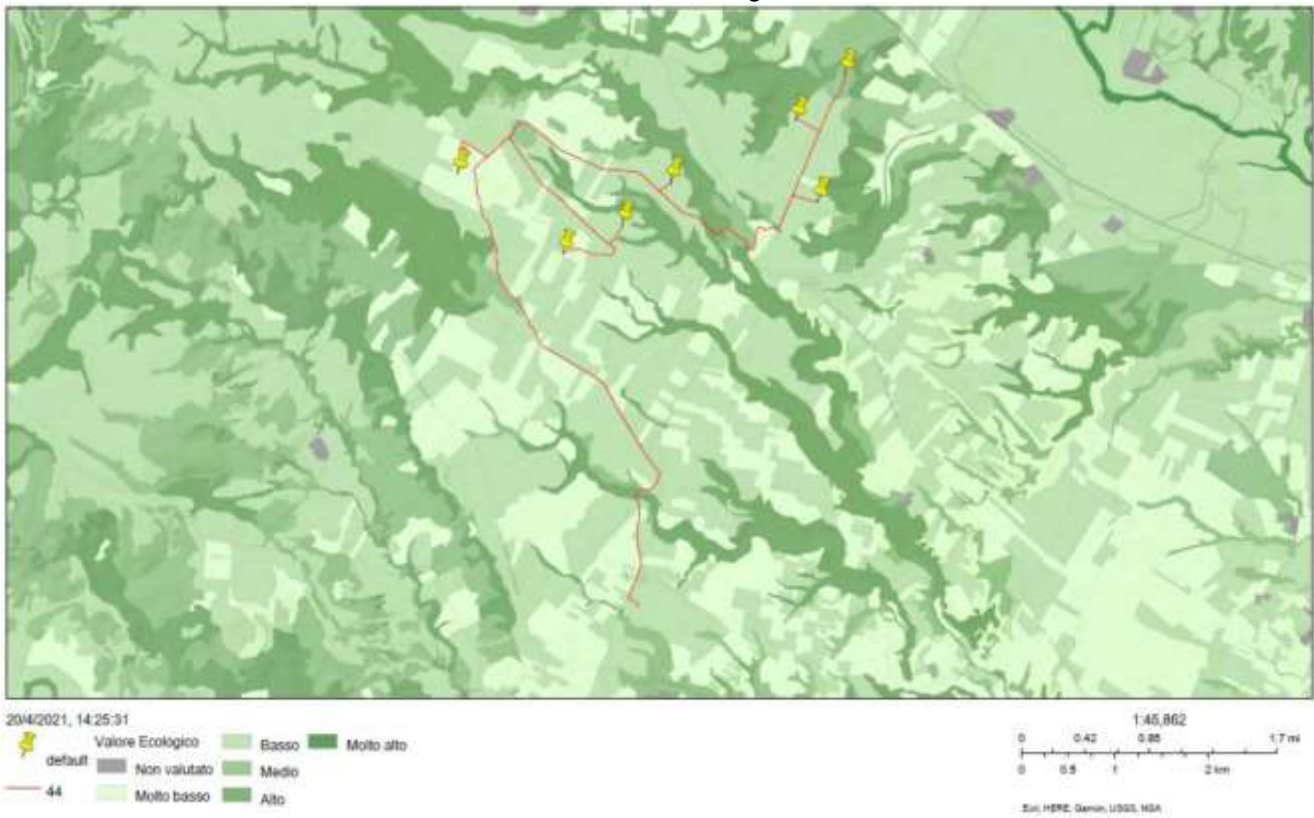 20/4/2021, 14:25:31
default
44
Valore Ecologico
Non valutato
Molto basso
Basso
Medio
Alto
Molto alto
1:45,862
0 0.42 0.85 1.7 mi
0 0.5 1 2 km
Esri, HERE, Garmin, USGS, NGA